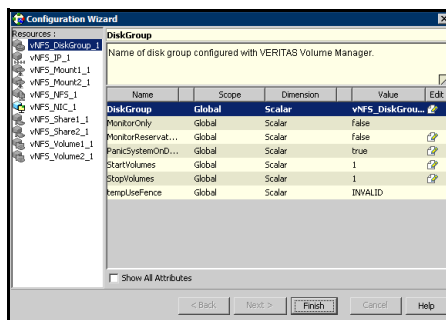 Configuration Wizard
Resources :
vNFS_DiskGroup_1
vNFS_IP_1
vNFS_Mount1_1
vNFS_Mount2_1
vNFS_NFS_1
vNFS_NIC_1
vNFS_Share1_1
vNFS_Share2_1
vNFS_Volume1_1
vNFS_Volume2_1
DiskGroup
Name of disk group configured with VERITAS Volume Manager.
Name Scope Dimension Value Edit
DiskGroup Global Scalar vNFS_DiskGrou...
MonitorOnly Global Scalar false
MonitorReservat... Global Scalar false
PanicSystemOnD... Global Scalar true
StartVolumes Global Scalar 1
StopVolumes Global Scalar 1
tempUseFence Global Scalar INVALID
Show All Attributes
< Back Next > Finish Cancel Help